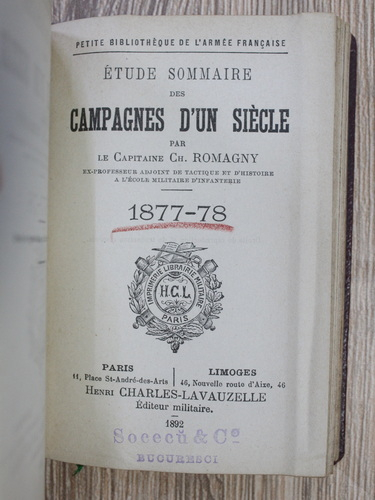 PETITE BIBLIOTHÈQUE DE L'ARMÉE FRANÇAISE
ÉTUDE SOMMAIRE
DES
CAMPAGNES D'UN SIÈCLE
PAR
LE CAPITAINE CH. ROMAGNY
EX-PROFESSEUR ADJOINT DE TACTIQUE ET D'HISTOIRE
A L'ÉCOLE MILITAIRE D'INFANTERIE
1877-78
IMPRIMERIE LIBRAIRIE MILITAIRE
H.C.L.
PARIS
PARIS
11, Place St-André-des-Arts
LIMOGES
46, Nouvelle route d'Aixe, 46
HENRI CHARLES-LAVAUZELLE
Éditeur militaire.
1892
Socecŭ & Cº
BUCURESCI